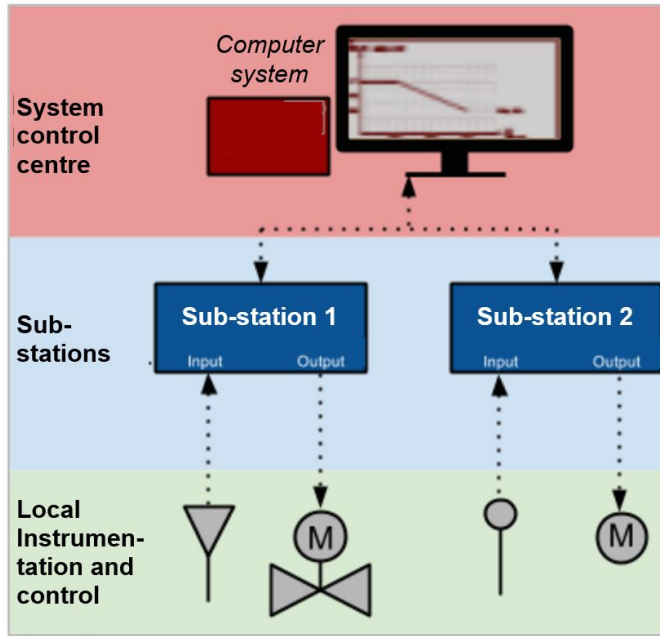 Computer
system
System
control
centre
Sub-
stations
Sub-station 1
Input
Output
Sub-station 2
Input
Output
Local
Instrumen-
tation and
control
M
M